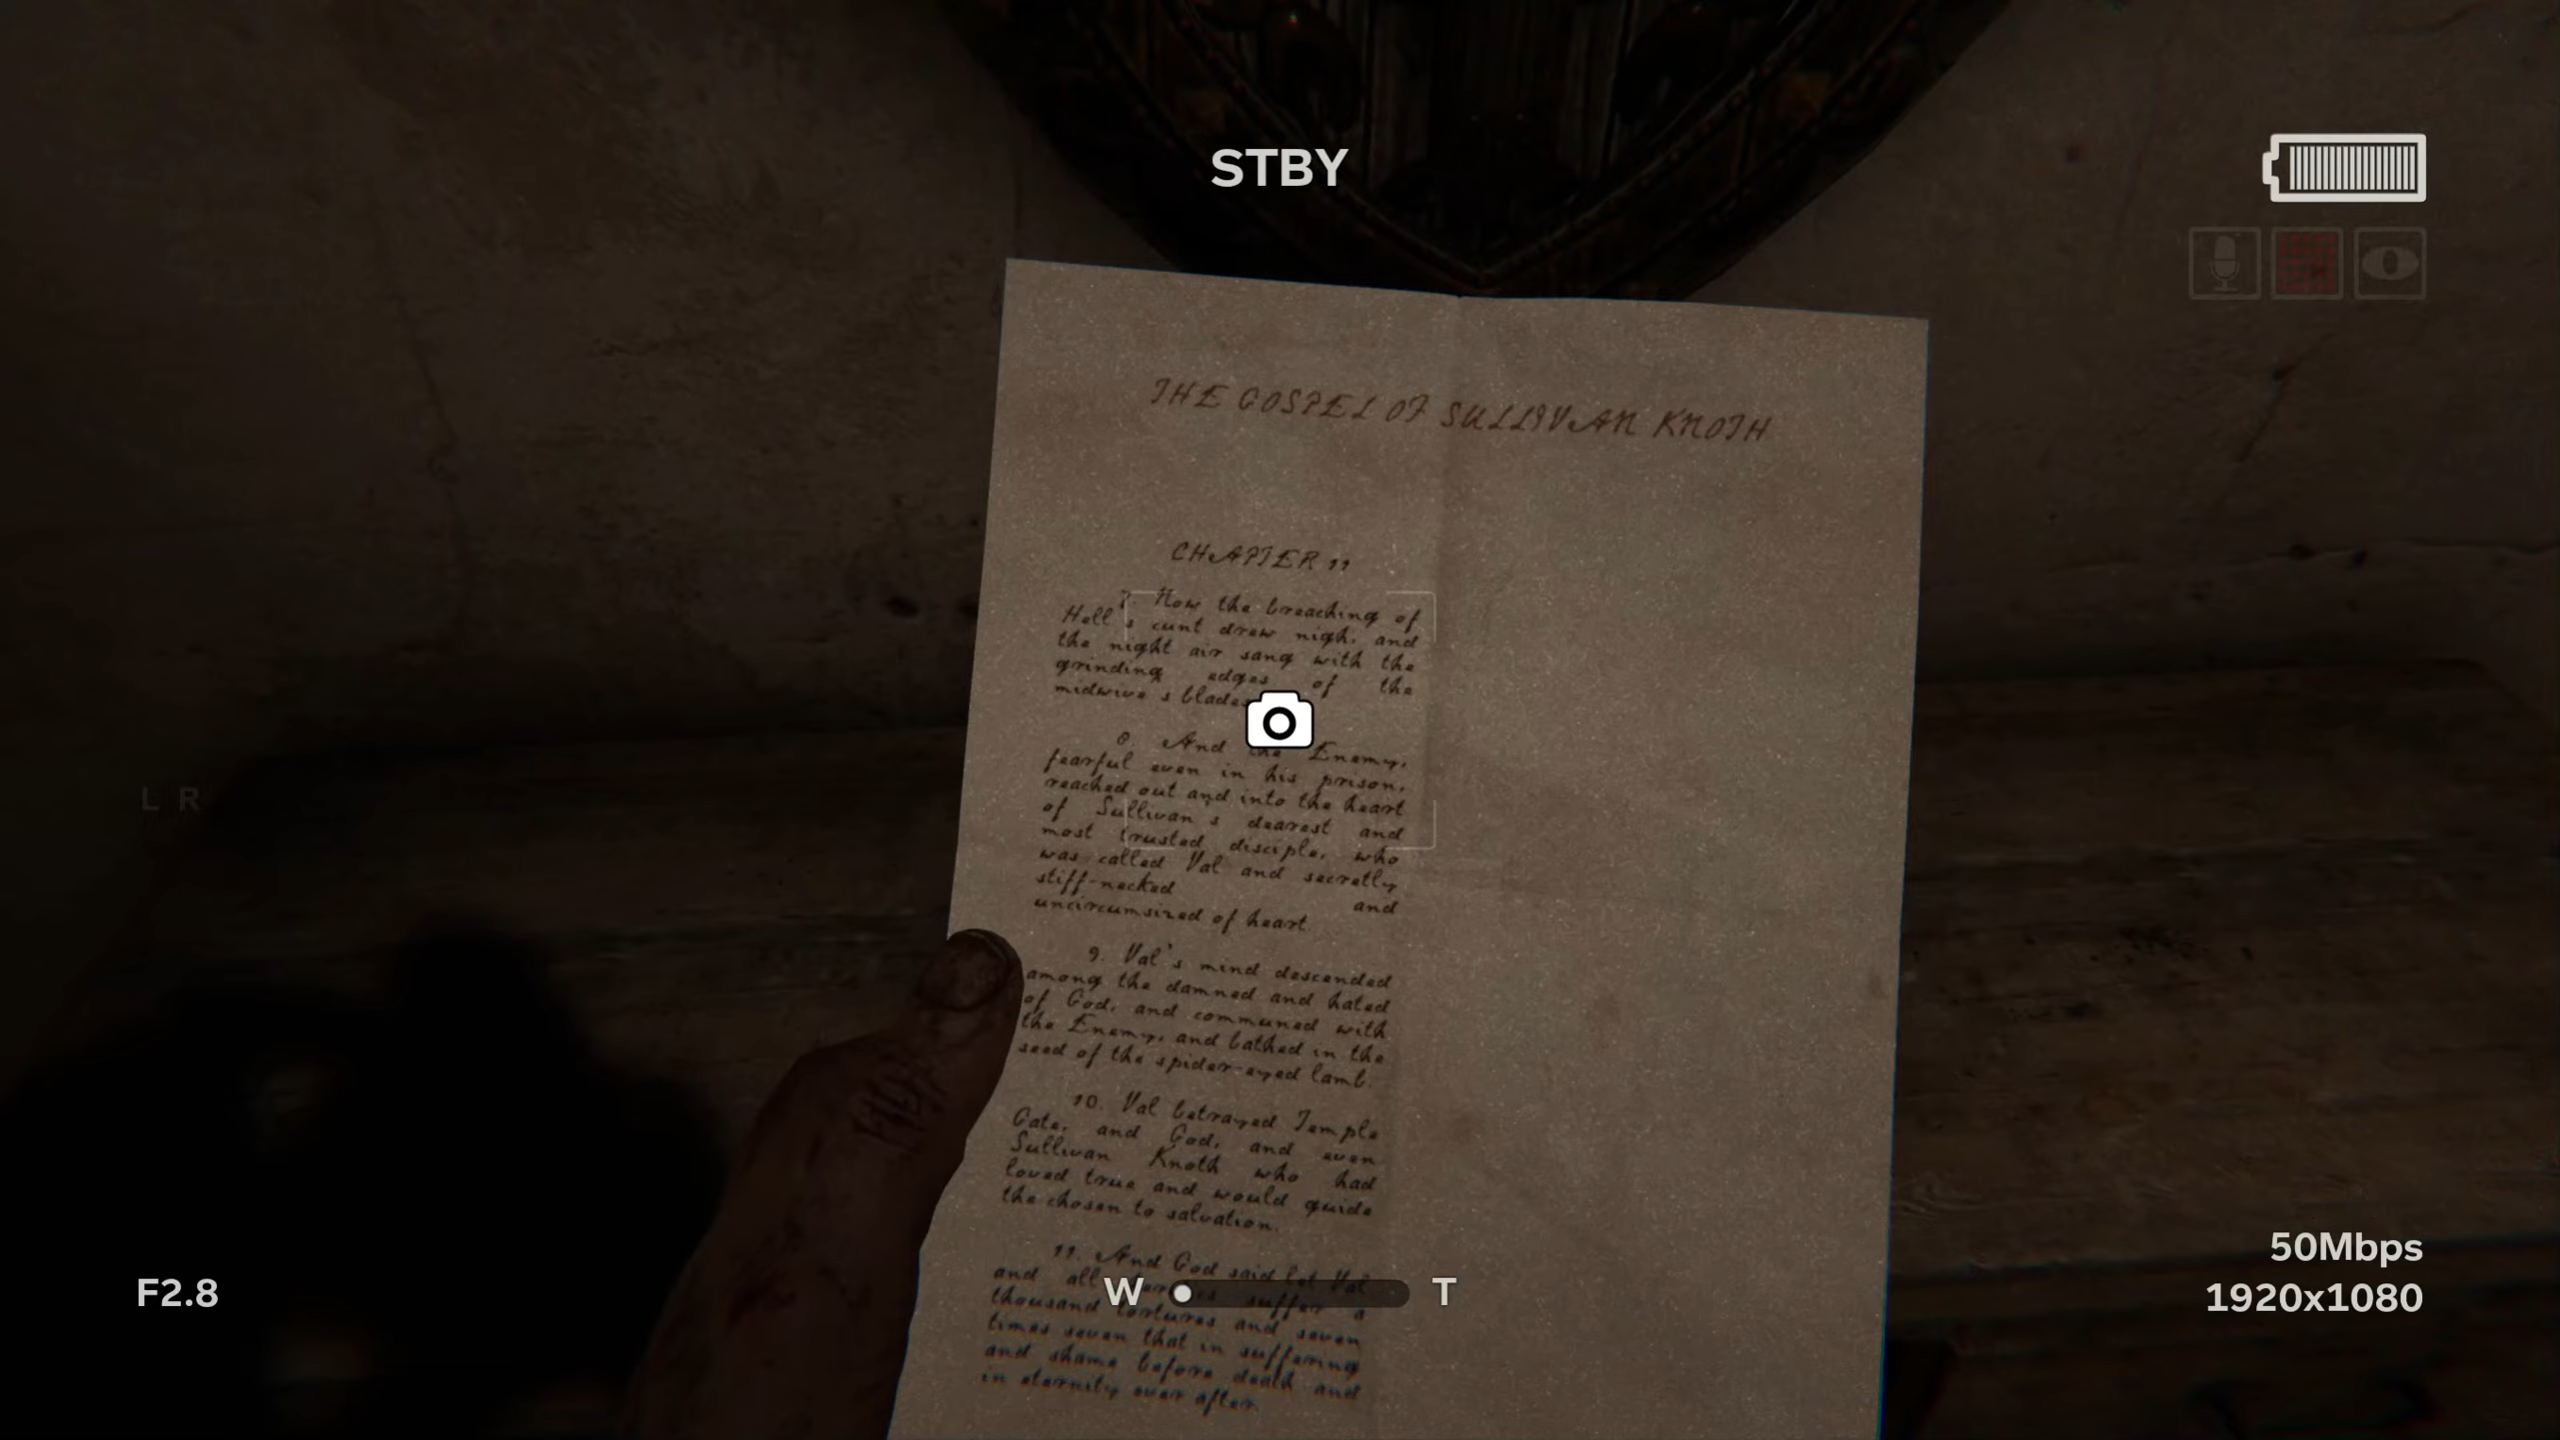 STBY
THE GOSPEL OF SULLIVAN KNOTH
CHAPTER 11
7. Now the breaching of
Hell's cunt drew nigh, and
the night air sang with the
grinding edges of the
midwive's blades
8. And the Enemy,
fearful even in his prison,
reached out and into the heart
of Sullivan's dearest and
most trusted disciple, who
was called Val and secretly
stiff-necked and
uncircumsized of heart.
9. Val's mind descended
among the damned and hated
of God, and communed with
the Enemy, and bathed in the
seed of the spider-eyed lamb.
10. Val betrayed Temple
Gate, and God, and even
Sullivan Knoth who had
loved true and would guide
the chosen to salvation.
11. And God said let Val
and all suffer a
thousand tortures and seven
times seven that in suffering
and shame before death and
in eternity ever after.
L R
F2.8
W T
50Mbps
1920x1080